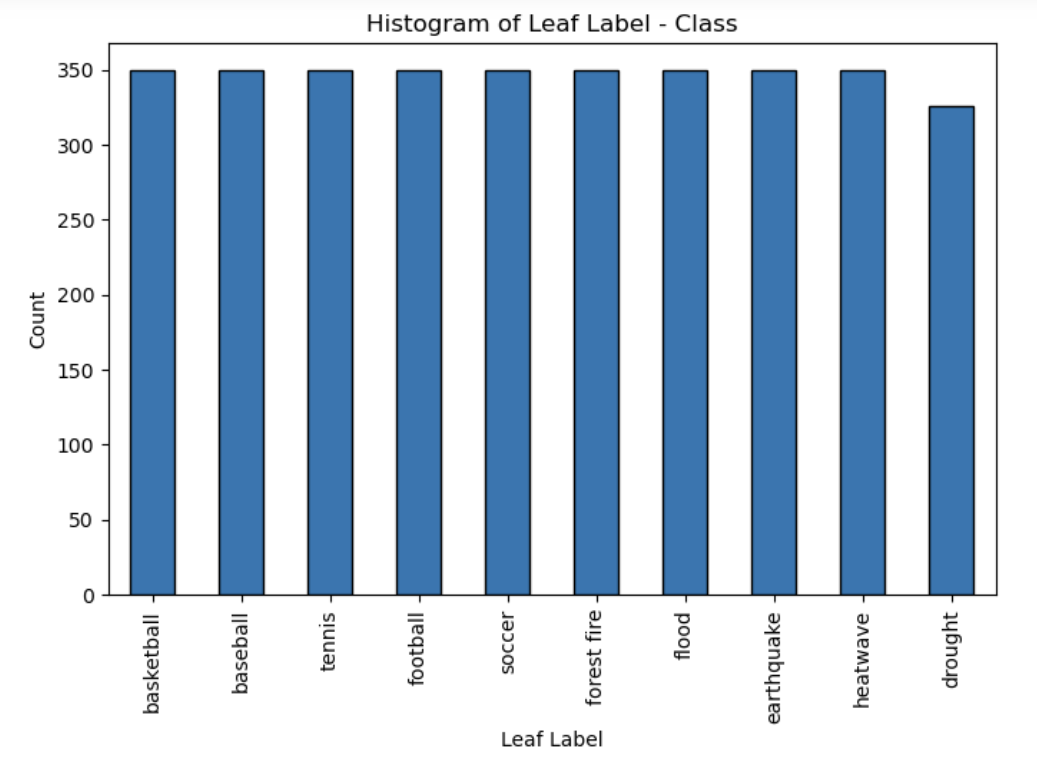 Histogram of Leaf Label - Class
350
300
250
200
150
100
50
0
Count
basketball
baseball
tennis
football
soccer
forest fire
flood
earthquake
heatwave
drought
Leaf Label